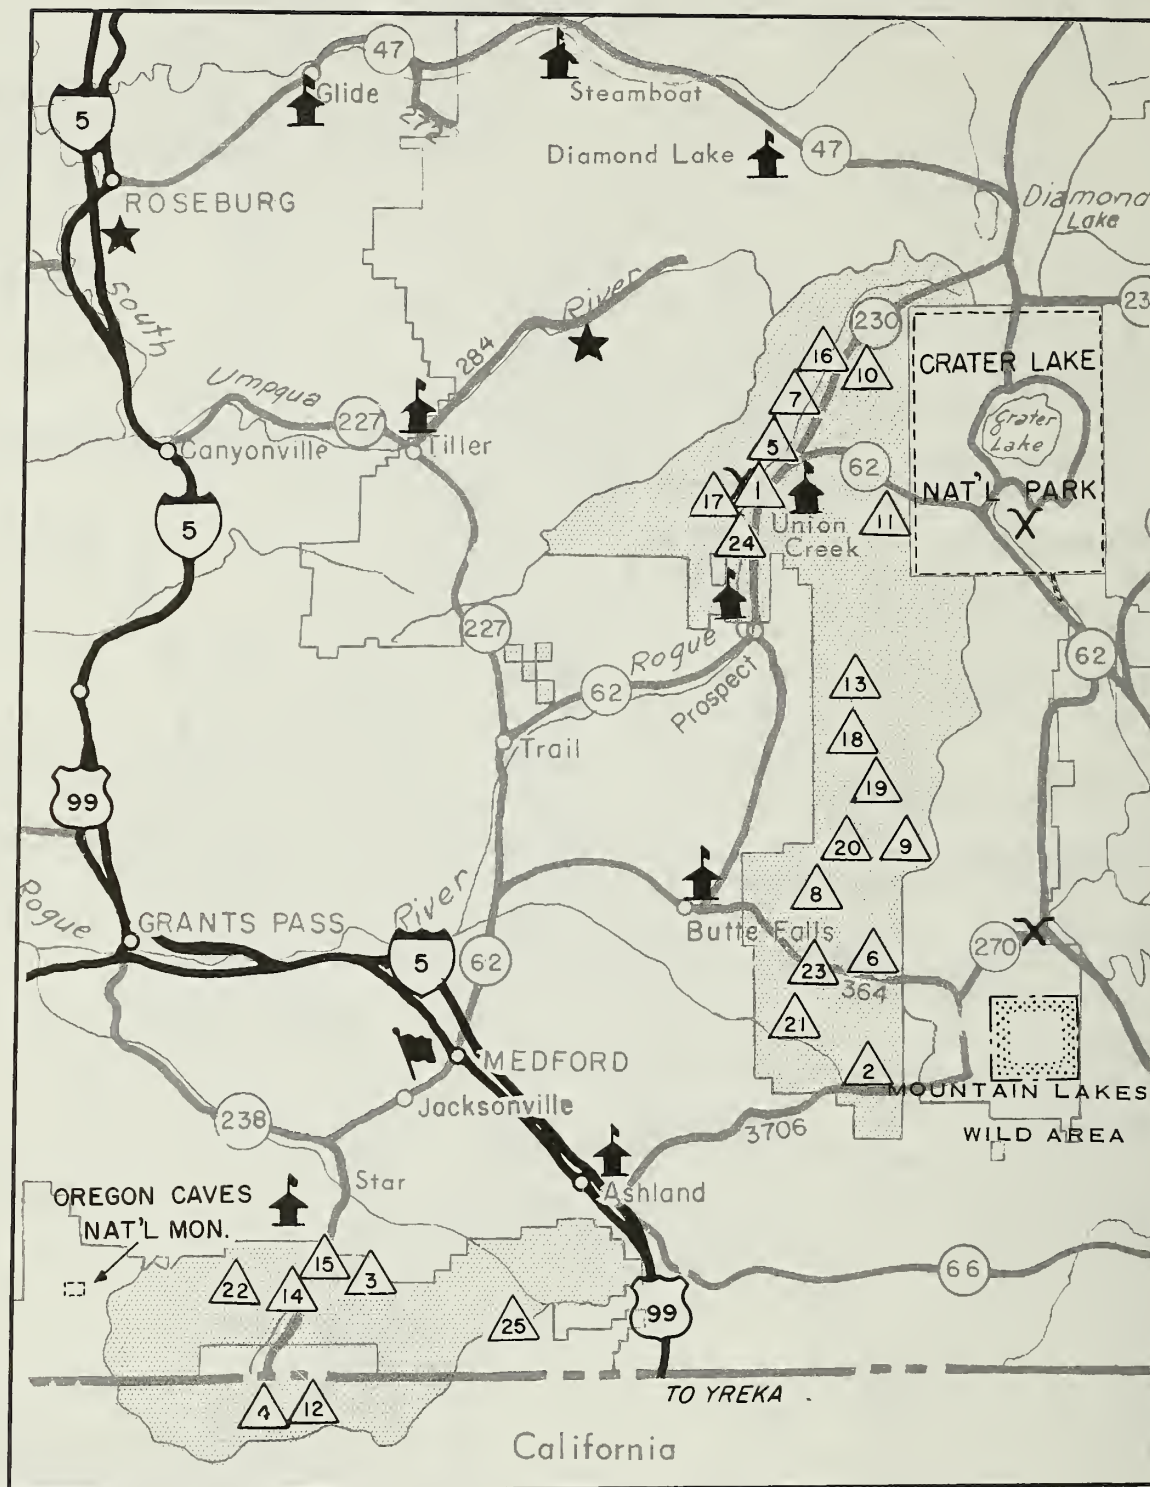 47
Glide
Steamboat
5
272
Diamond Lake
47
ROSEBURG
Diamond
Lake
South
River
230
23
284
16
10
CRATER LAKE
7
Umpqua
227
Crater
Lake
5
Canyonville
Tiller
62
NAT'L PARK
17
1
11
5
Union
Creek
24
227
Rogue
62
62
13
Prospect
Trail
18
19
99
20
9
8
Rogue
GRANTS PASS
River
Butte Falls
5
62
23
6
270
364
21
MEDFORD
2
MOUNTAIN LAKES
Jacksonville
238
3706
WILD AREA
Star
Ashland
OREGON CAVES
NAT'L MON.
15
22
14
3
66
25
99
TO YREKA
4
12
California